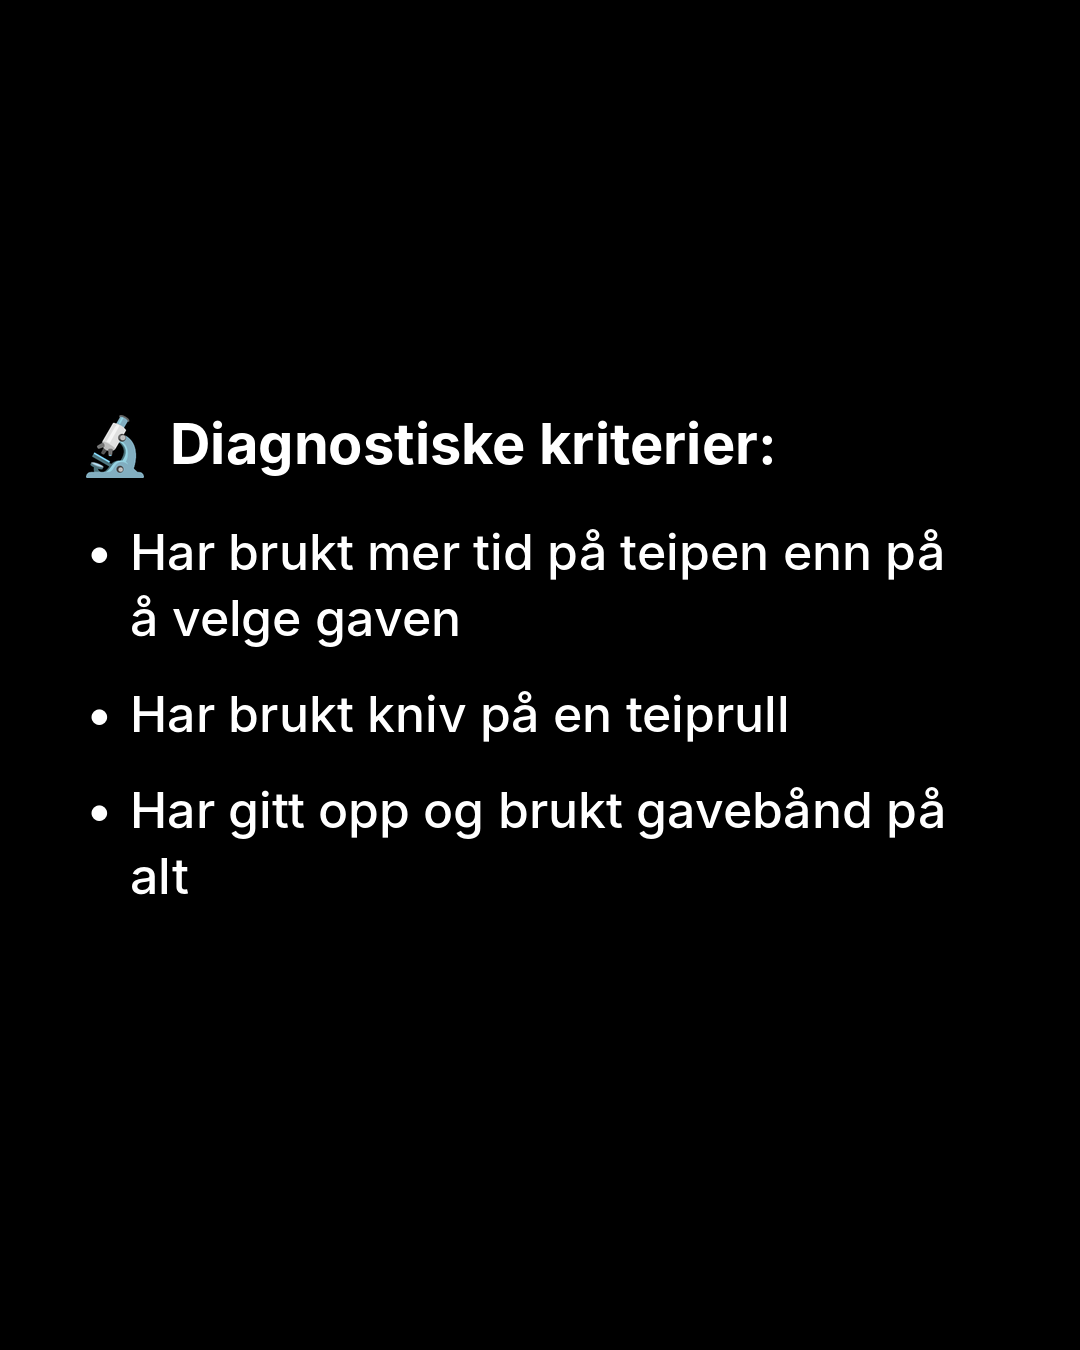 🔬 Diagnostiske kriterier:
• Har brukt mer tid på teipen enn på
å velge gaven
• Har brukt kniv på en teiprull
• Har gitt opp og brukt gavebånd på
alt